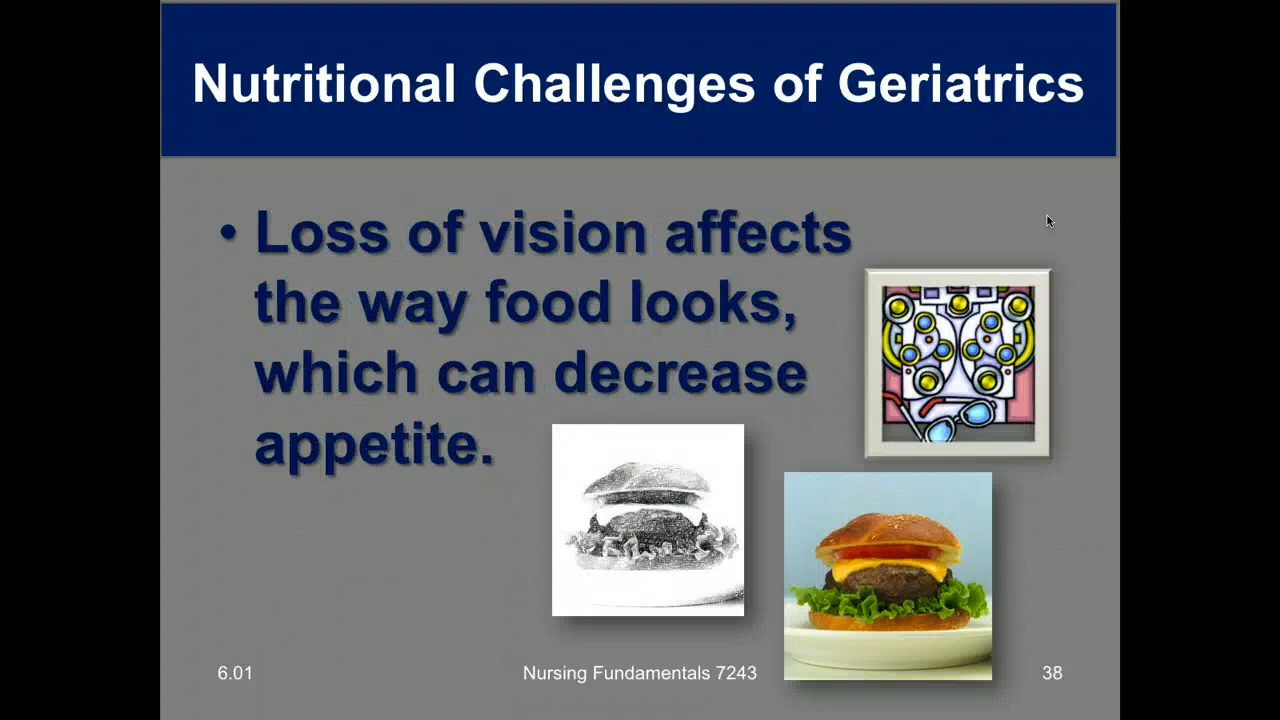 Nutritional Challenges of Geriatrics
• Loss of vision affects
the way food looks,
which can decrease
appetite.
6.01
Nursing Fundamentals 7243
38